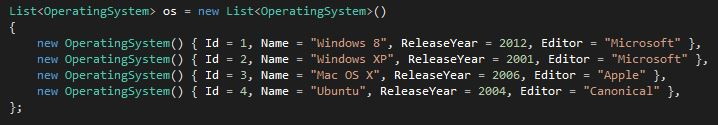 List<OperatingSystem> os = new List<OperatingSystem>()
{
    new OperatingSystem() { Id = 1, Name = "Windows 8", ReleaseYear = 2012, Editor = "Microsoft" },
    new OperatingSystem() { Id = 2, Name = "Windows XP", ReleaseYear = 2001, Editor = "Microsoft" },
    new OperatingSystem() { Id = 3, Name = "Mac OS X", ReleaseYear = 2006, Editor = "Apple" },
    new OperatingSystem() { Id = 4, Name = "Ubuntu", ReleaseYear = 2004, Editor = "Canonical" },
};